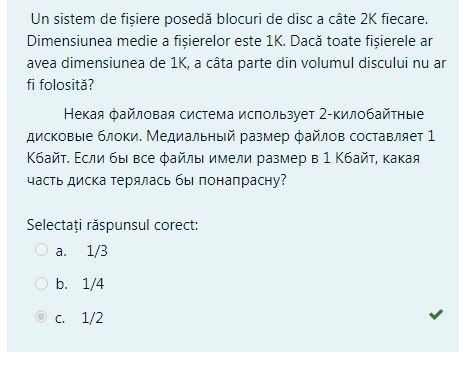 Un sistem de fișiere posedă blocuri de disc a câte 2K fiecare.
Dimensiunea medie a fișierelor este 1K. Dacă toate fișierele ar
avea dimensiunea de 1K, a câta parte din volumul discului nu ar
fi folosită?
Некая файловая система использует 2-килобайтные
дисковые блоки. Медиальный размер файлов составляет 1
Кбайт. Если бы все файлы имели размер в 1 Кбайт, какая
часть диска терялась бы понапрасну?
Selectați răspunsul corect:
a. 1/3
b. 1/4
c. 1/2